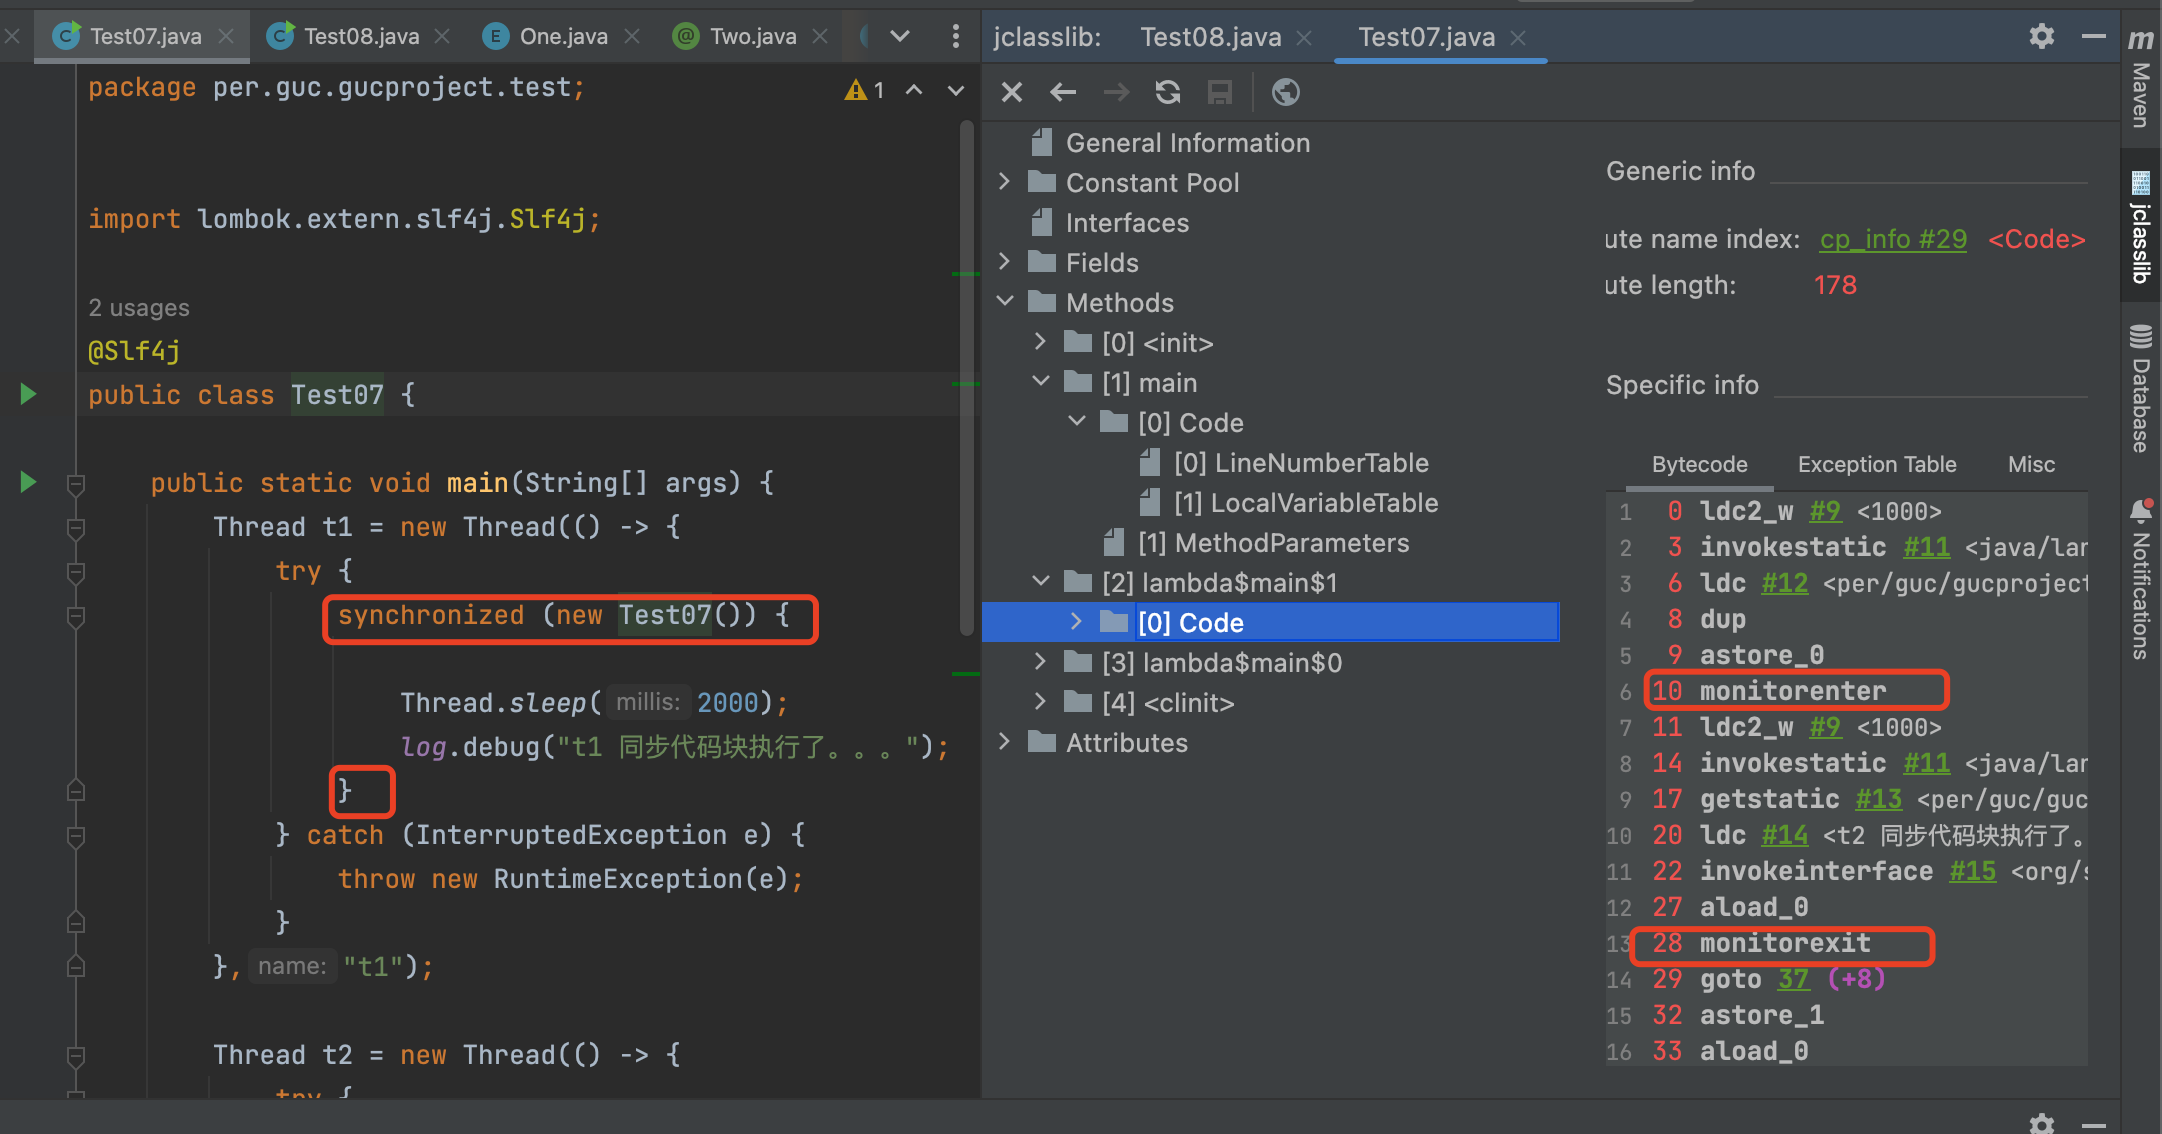 Test07.java
Test08.java
One.java
Two.java
jclasslib:
Test08.java
Test07.java
package per.guc.gucproject.test;
1
import lombok.extern.slf4j.Slf4j;
2 usages
@Slf4j
public class Test07 {
public static void main(String[] args) {
Thread t1 = new Thread(() -> {
try {
synchronized (new Test07()) {
Thread.sleep( millis: 2000);
log.debug("t1 同步代码块执行了。。。");
}
} catch (InterruptedException e) {
throw new RuntimeException(e);
}
}, name: "t1");
Thread t2 = new Thread(() -> {
try {
General Information
Constant Pool
Interfaces
Fields
Methods
[0] <init>
[1] main
[0] Code
[0] LineNumberTable
[1] LocalVariableTable
[1] MethodParameters
[2] lambda$main$1
[0] Code
[3] lambda$main$0
[4] <clinit>
Attributes
Generic info
ute name index: cp_info #29 <Code>
ute length: 178
Specific info
Bytecode Exception Table Misc
1 0 ldc2_w #9 <1000>
2 3 invokestatic #11 <java/lan
3 6 ldc #12 <per/guc/gucproject
4 8 dup
5 9 astore_0
6 10 monitorenter
7 11 ldc2_w #9 <1000>
8 14 invokestatic #11 <java/lan
9 17 getstatic #13 <per/guc/guc
10 20 ldc #14 <t2 同步代码块执行了。
11 22 invokeinterface #15 <org/s
12 27 aload_0
13 28 monitorexit
14 29 goto 37 (+8)
15 32 astore_1
16 33 aload_0
m
Maven
jclasslib
Database
Notifications